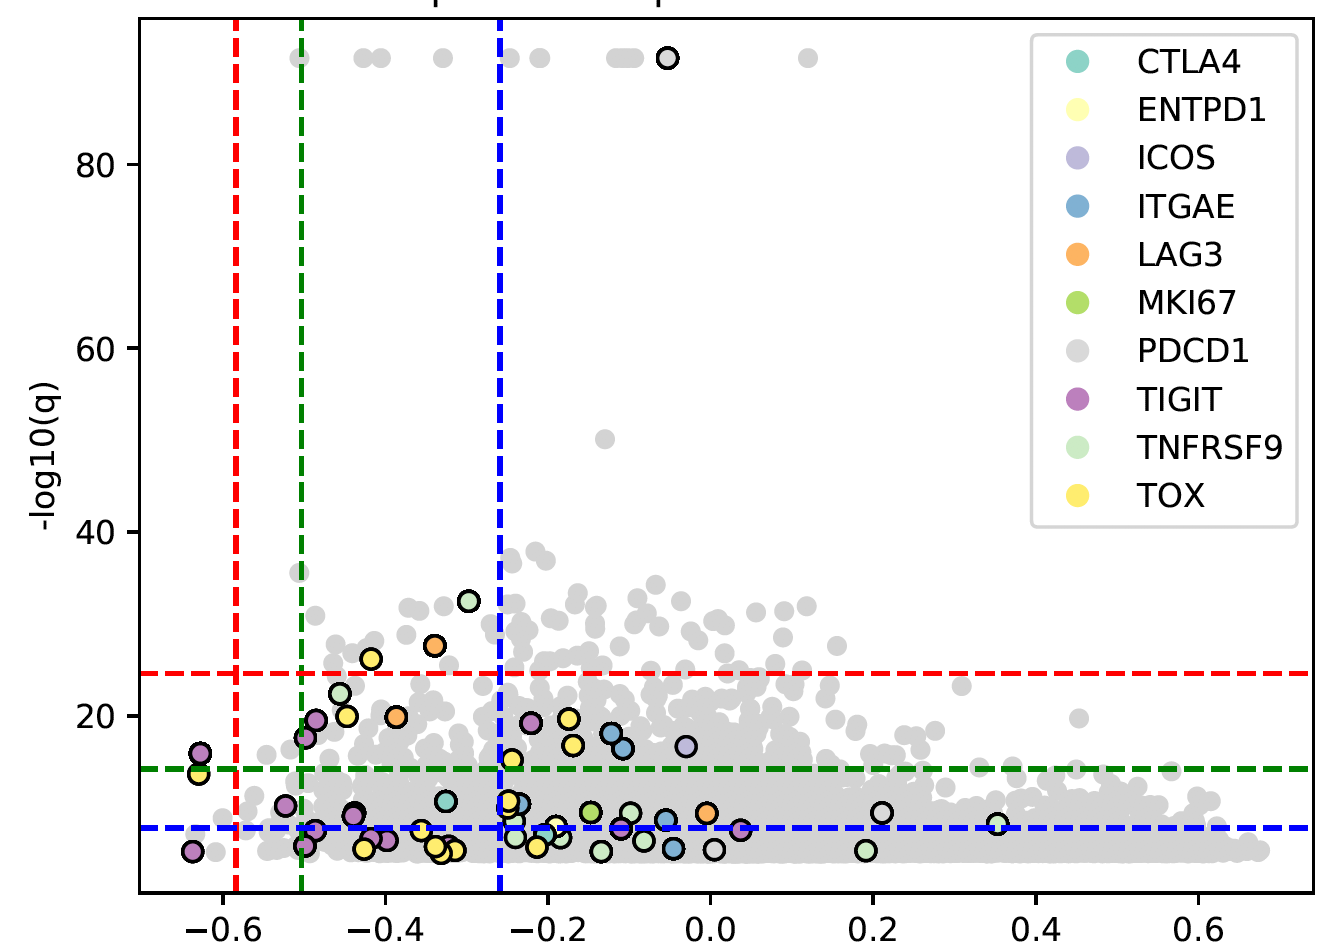 CTLA4
ENTPD1
ICOS
ITGAE
LAG3
MKI67
PDCD1
TIGIT
TNFRSF9
TOX
80
60
40
20
-log10(q)
−0.6
−0.4
−0.2
0.0
0.2
0.4
0.6